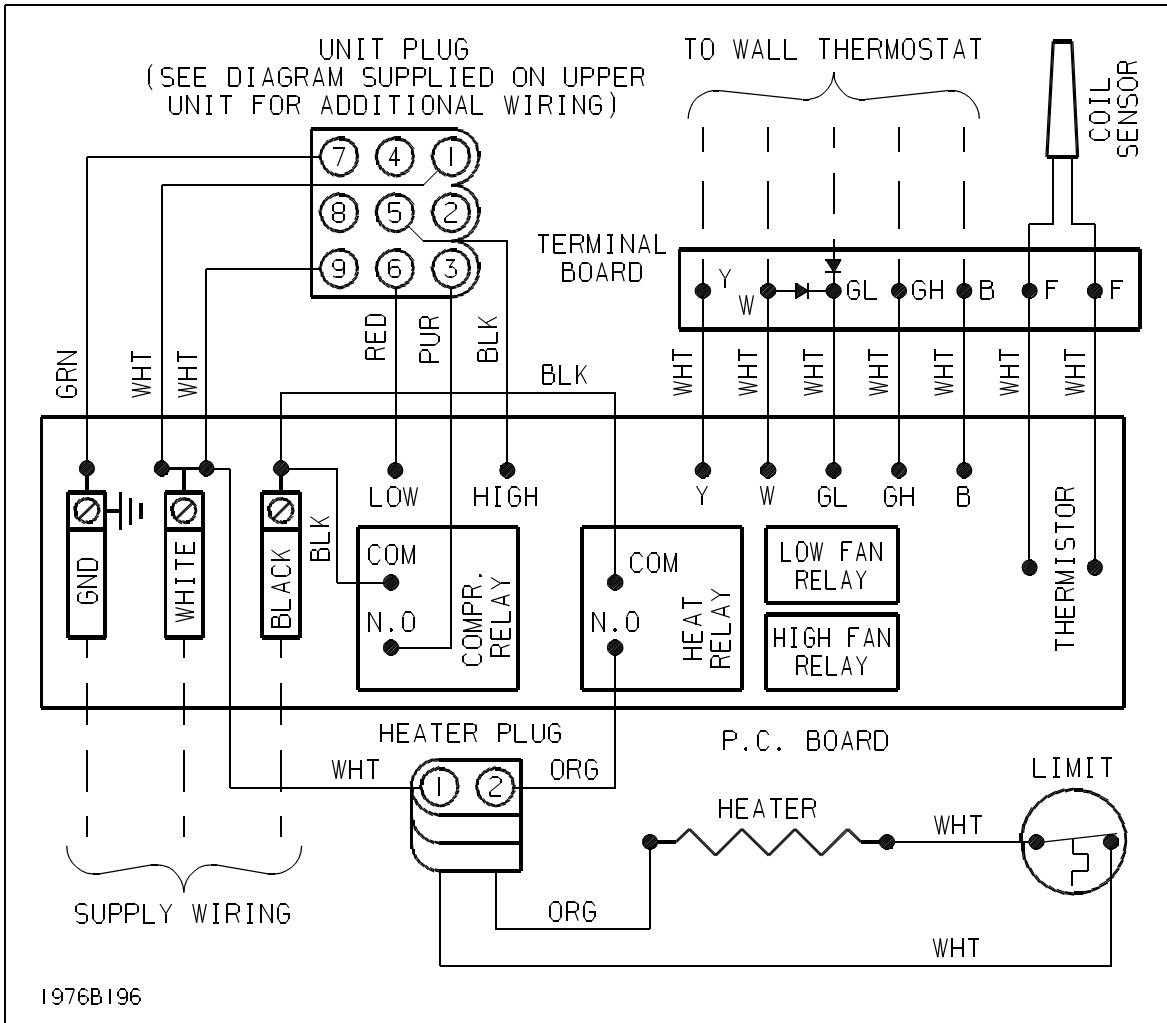 UNIT PLUG
(SEE DIAGRAM SUPPLIED ON UPPER
UNIT FOR ADDITIONAL WIRING)
TO WALL THERMOSTAT
COIL
SENSOR
7 4 1
8 5 2
9 6 3
TERMINAL
BOARD
Y
W
GL
GH
B
F
F
GRN
WHT
WHT
RED
PUR
BLK
BLK
WHT
WHT
WHT
WHT
WHT
WHT
WHT
LOW
HIGH
Y
W
GL
GH
B
GND
WHITE
BLACK
BLK
COM
N.O
COMPR.
RELAY
COM
N.O
HEAT
RELAY
LOW FAN
RELAY
HIGH FAN
RELAY
THERMISTOR
HEATER PLUG
P.C. BOARD
WHT
1 2
ORG
HEATER
WHT
LIMIT
SUPPLY WIRING
ORG
WHT
1976B196